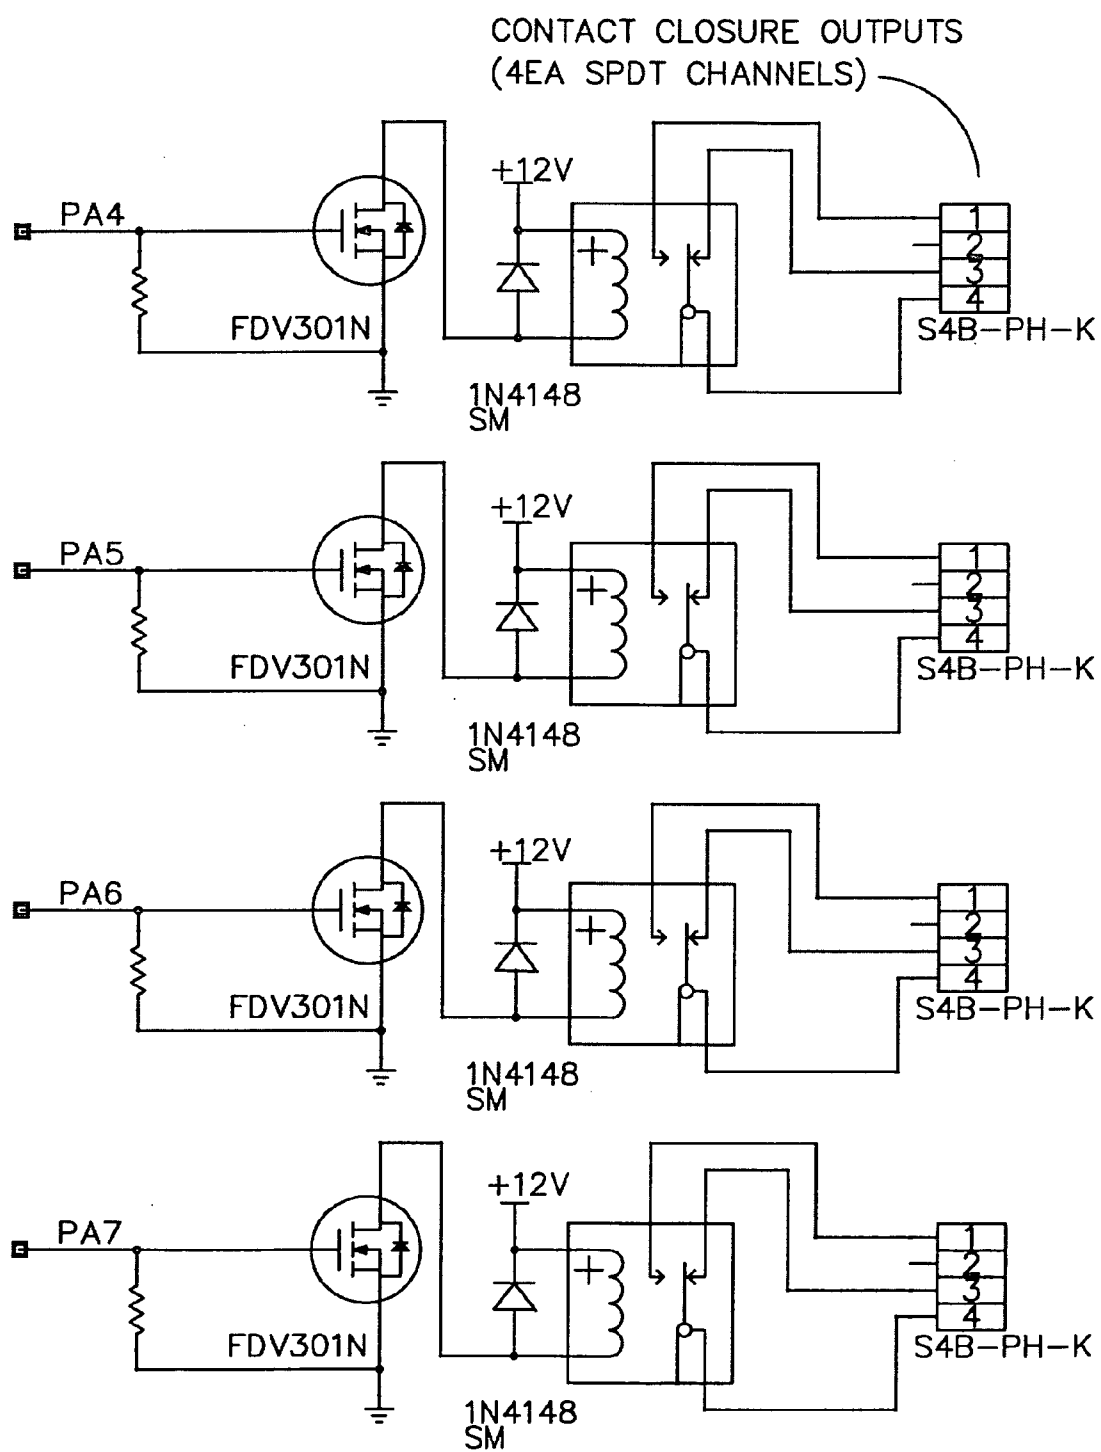 CONTACT CLOSURE OUTPUTS
(4EA SPDT CHANNELS)
PA4
+12V
+
1
2
3
4
FDV301N
S4B-PH-K
1N4148
SM
PA5
+12V
+
1
2
3
4
FDV301N
S4B-PH-K
1N4148
SM
PA6
+12V
+
1
2
3
4
FDV301N
S4B-PH-K
1N4148
SM
PA7
+12V
+
1
2
3
4
FDV301N
S4B-PH-K
1N4148
SM